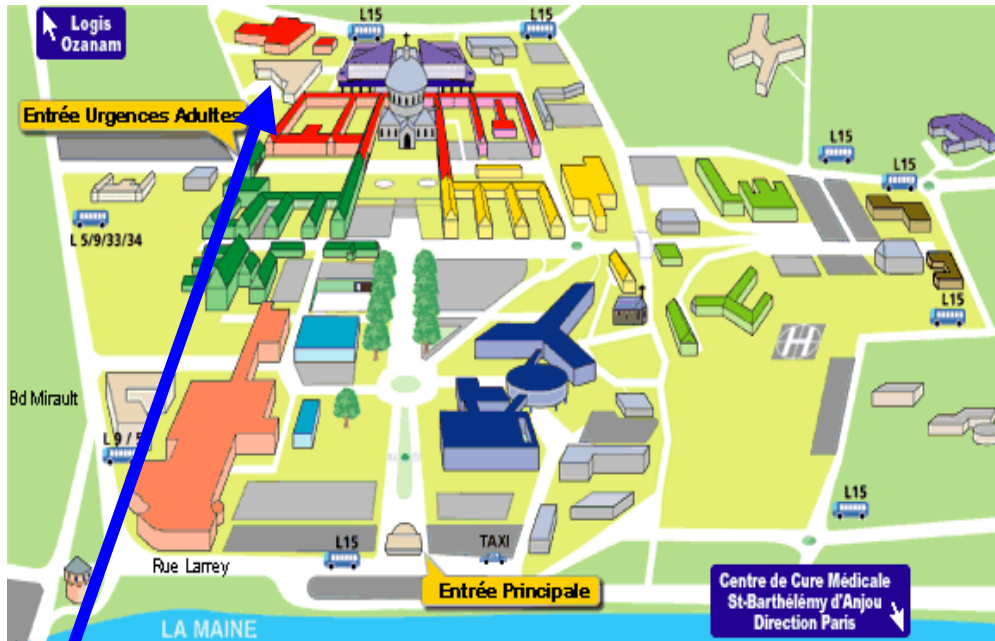 Logis
Ozanam
L15
L15
Entrée Urgences Adultes
L15
L15
L 5/9/33/34
L15
H
Bd Mirault
L 9 / 5
L15
L15
TAXI
Rue Larrey
Entrée Principale
Centre de Cure Médicale
St-Barthélémy d'Anjou
Direction Paris
LA MAINE